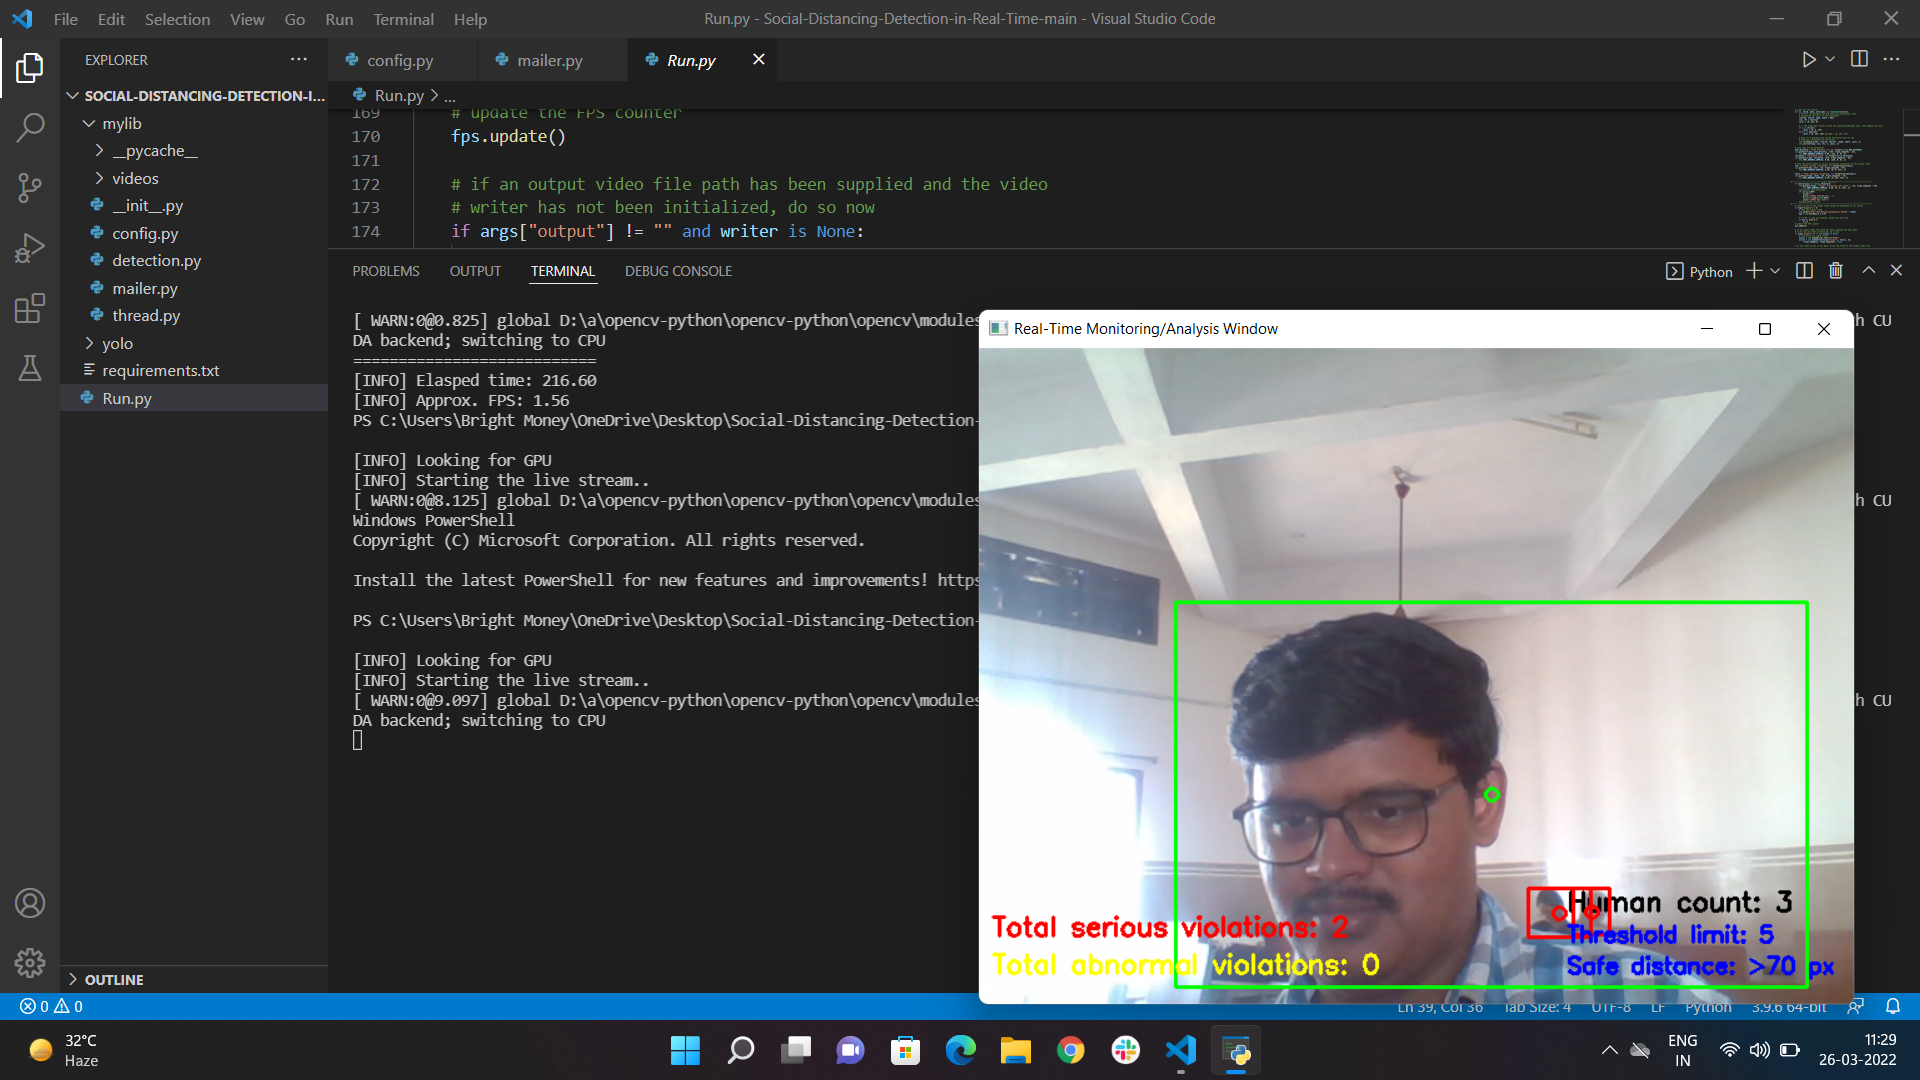 File Edit Selection View Go Run Terminal Help
Run.py - Social-Distancing-Detection-in-Real-Time-main - Visual Studio Code
EXPLORER
SOCIAL-DISTANCING-DETECTION-I...
mylib
__pycache__
videos
__init__.py
config.py
detection.py
mailer.py
thread.py
yolo
requirements.txt
Run.py
OUTLINE
config.py mailer.py Run.py
Run.py > ...
169 # update the FPS counter
170 fps.update()
171
172 # if an output video file path has been supplied and the video
173 # writer has not been initialized, do so now
174 if args["output"] != "" and writer is None:
PROBLEMS OUTPUT TERMINAL DEBUG CONSOLE
Python
[ WARN:0@0.825] global D:\a\opencv-python\opencv-python\opencv\modules
h CU
DA backend; switching to CPU
===========================
[INFO] Elasped time: 216.60
[INFO] Approx. FPS: 1.56
PS C:\Users\Bright Money\OneDrive\Desktop\Social-Distancing-Detection-
[INFO] Looking for GPU
[INFO] Starting the live stream..
[ WARN:0@8.125] global D:\a\opencv-python\opencv-python\opencv\modules
h CU
Windows PowerShell
Copyright (C) Microsoft Corporation. All rights reserved.
Install the latest PowerShell for new features and improvements! https
PS C:\Users\Bright Money\OneDrive\Desktop\Social-Distancing-Detection-
[INFO] Looking for GPU
[INFO] Starting the live stream..
[ WARN:0@9.097] global D:\a\opencv-python\opencv-python\opencv\modules
h CU
DA backend; switching to CPU
Real-Time Monitoring/Analysis Window
Human count: 3
Total serious violations: 2
Threshold limit: 5
Total abnormal violations: 0
Safe distance: >70 px
0 0
Ln 39, Col 36 Tab Size: 4 UTF-8 LF Python 3.9.6 64-bit
32°C
Haze
ENG
IN
11:29
26-03-2022